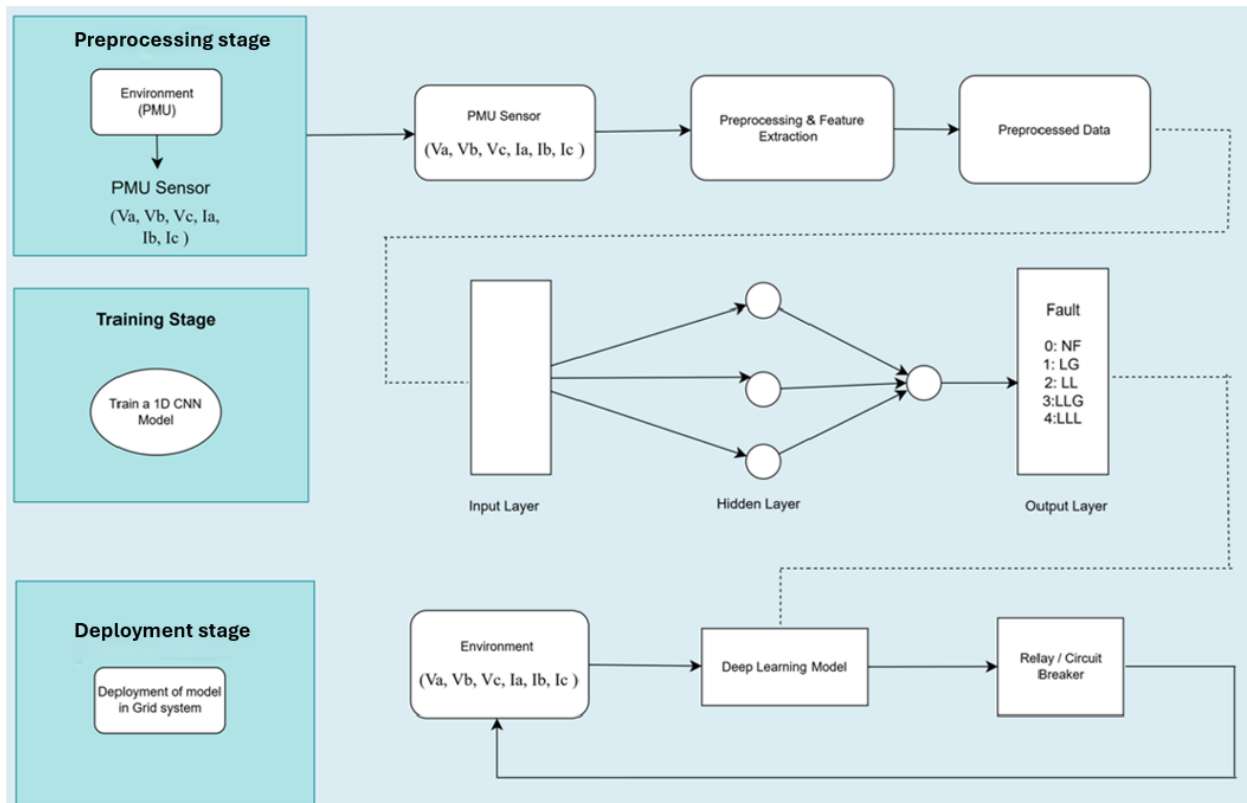 Preprocessing stage
Environment
(PMU)
PMU Sensor
(Va, Vb, Vc, Ia,
Ib, Ic )
PMU Sensor
(Va, Vb, Vc, Ia, Ib, Ic )
Preprocessing & Feature
Extraction
Preprocessed Data
Training Stage
Train a 1D CNN
Model
Input Layer
Hidden Layer
Fault
0: NF
1: LG
2: LL
3:LLG
4:LLL
Output Layer
Deployment stage
Deployment of model
in Grid system
Environment
(Va, Vb, Vc, Ia, Ib, Ic )
Deep Learning Model
Relay / Circuit
Breaker